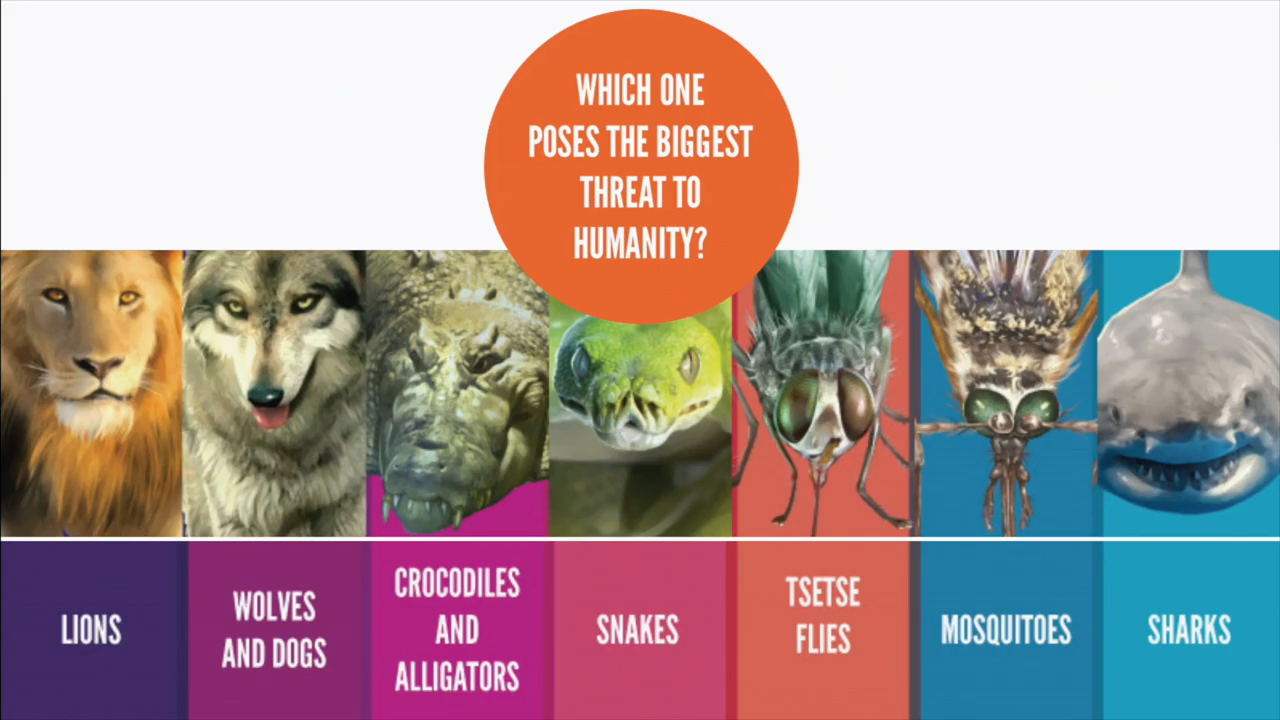 WHICH ONE
POSES THE BIGGEST
THREAT TO
HUMANITY?
LIONS
WOLVES
AND DOGS
CROCODILES
AND
ALLIGATORS
SNAKES
TSETSE
FLIES
MOSQUITOES
SHARKS